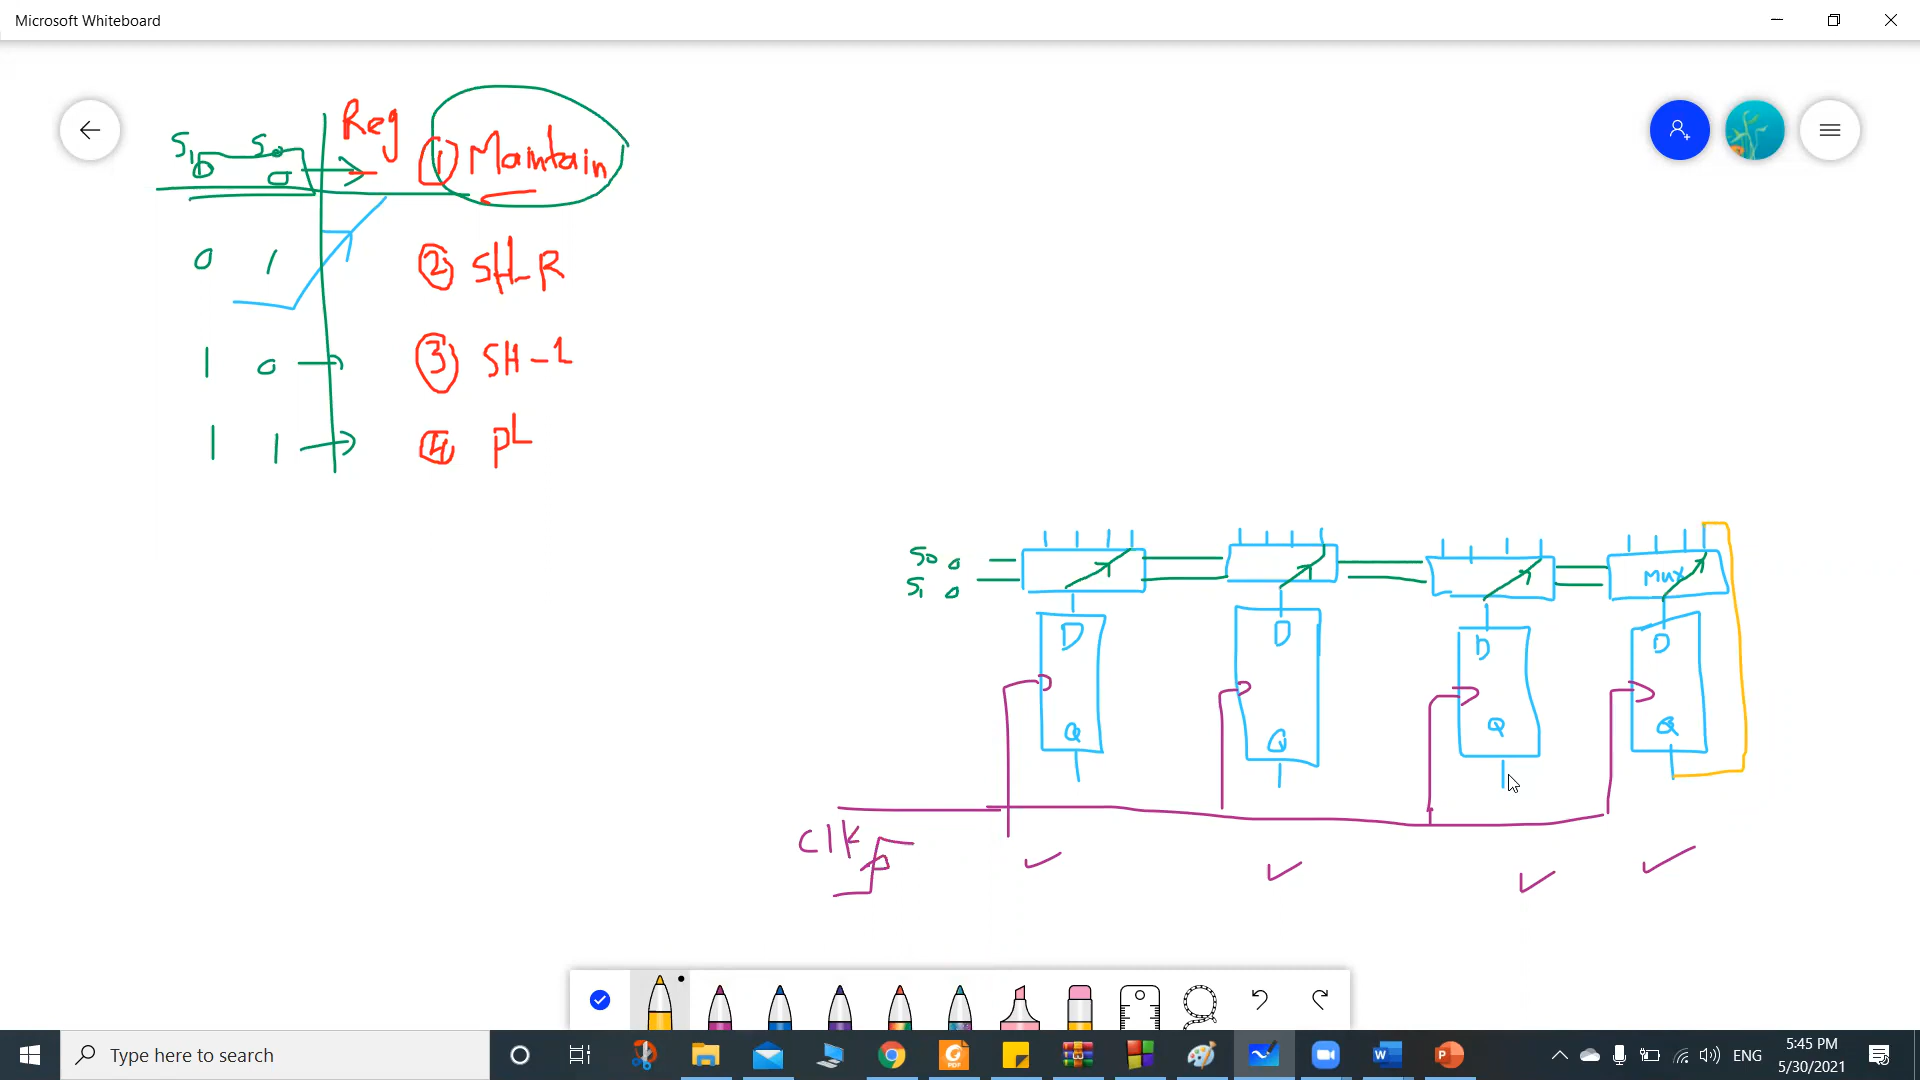 Microsoft Whiteboard
S1 S0 Reg ① Maintain
0 0
0 1 ② SH-R
1 0 ③ SH-L
1 1 ④ PL
S0 0
S1 0
Mux
D D D D
Q Q Q Q
Clk
Type here to search
ENG
5:45 PM
5/30/2021